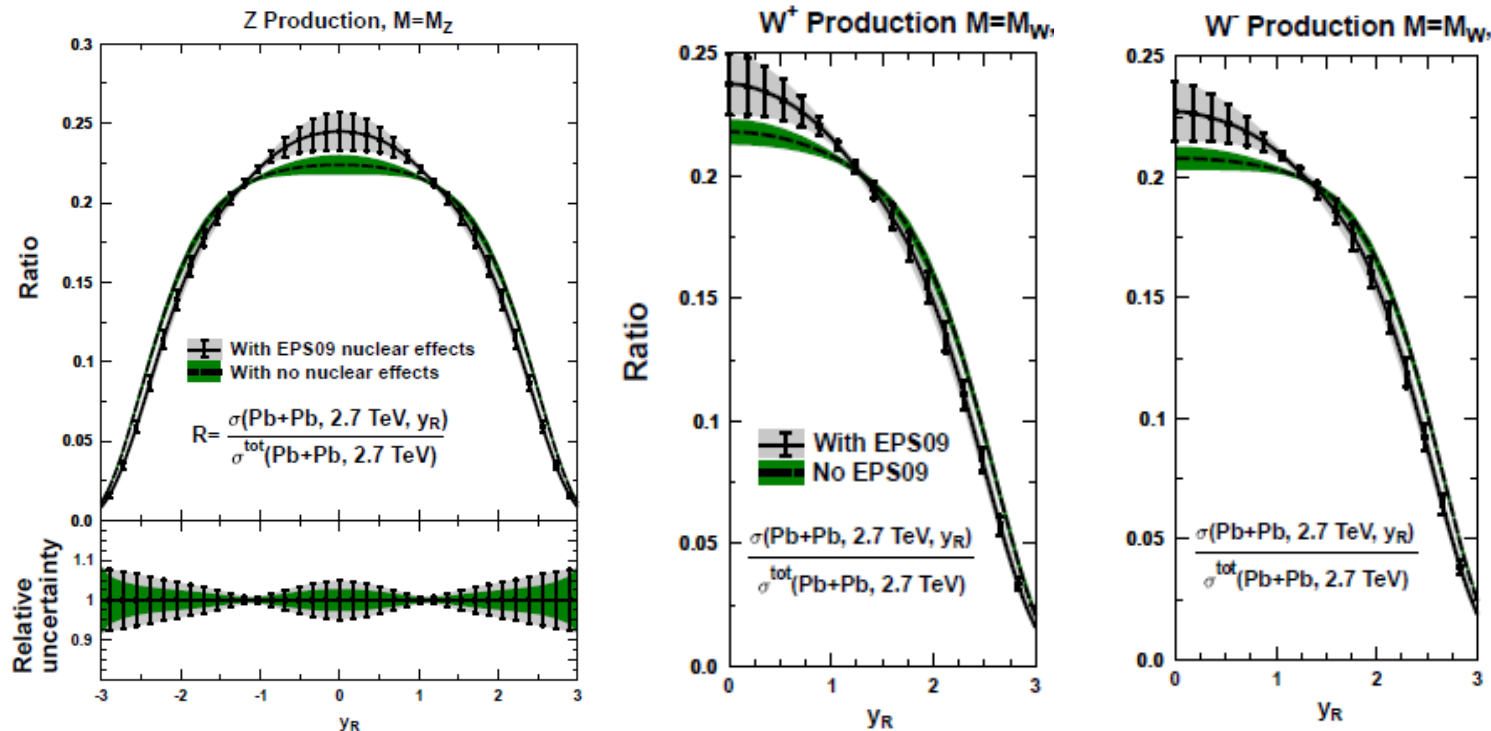 Z Production, M=M_Z
0.3
0.25
0.2
0.15
0.1
0.05
0.0
Ratio
With EPS09 nuclear effects
With no nuclear effects
R= σ(Pb+Pb, 2.7 TeV, y_R)
σ^tot(Pb+Pb, 2.7 TeV)
1.1
1
0.9
Relative
uncertainty
-3 -2 -1 0 1 2 3
y_R
W⁺ Production M=M_W,
0.25
0.2
0.15
0.1
0.05
0.0
Ratio
With EPS09
No EPS09
σ(Pb+Pb, 2.7 TeV, y_R)
σ^tot(Pb+Pb, 2.7 TeV)
0 1 2 3
y_R
W⁻ Production M=M_W,
0.25
0.2
0.15
0.1
0.05
0.0
σ(Pb+Pb, 2.7 TeV, y_R)
σ^tot(Pb+Pb, 2.7 TeV)
0 1 2 3
y_R